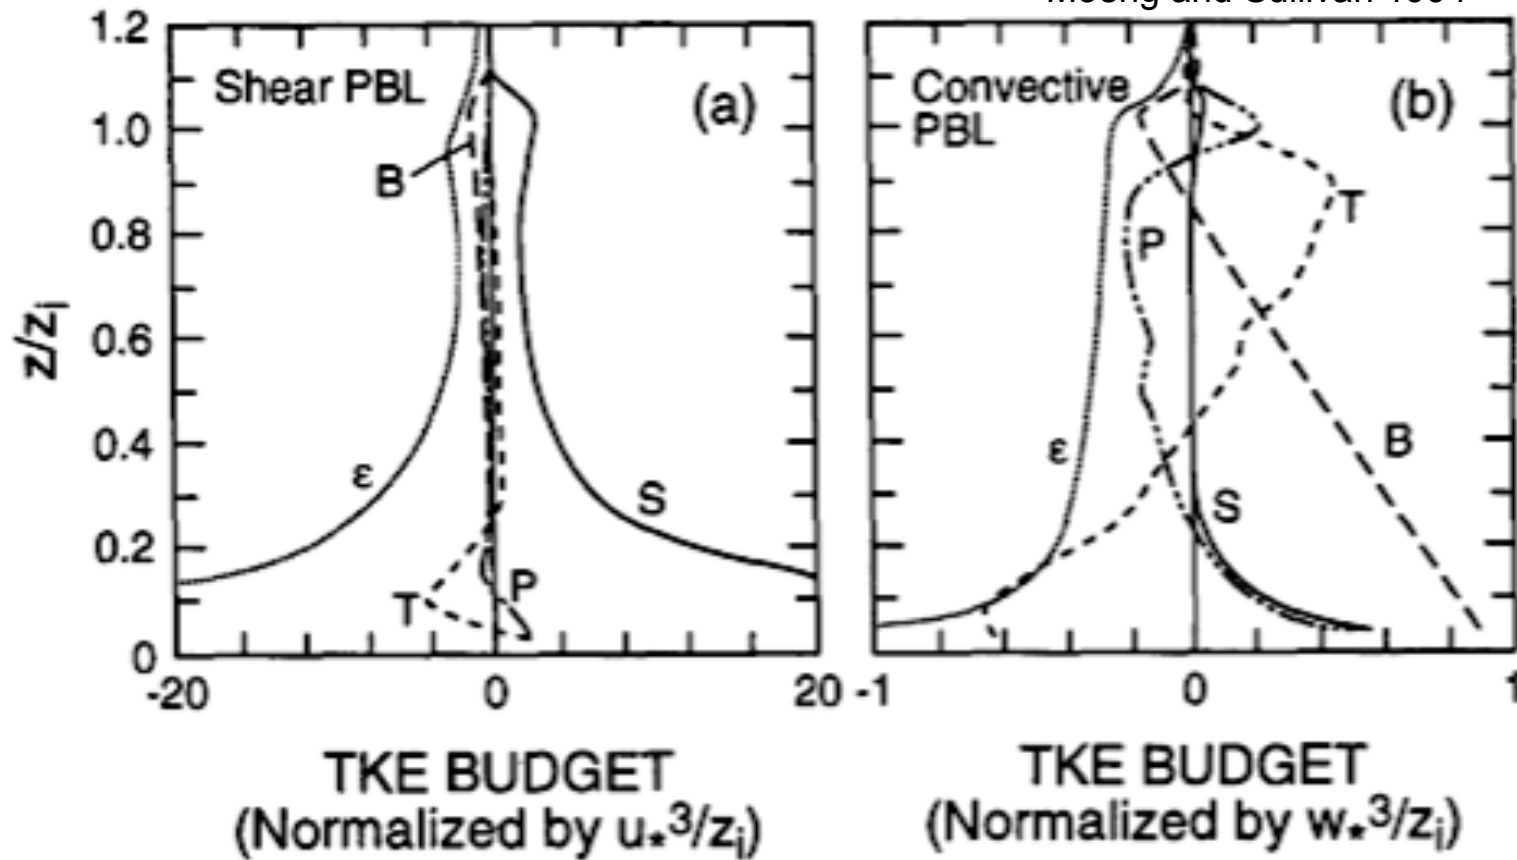 Shear PBL
(a)
B
ε
S
T
P
1.2
1.0
0.8
0.6
0.4
0.2
0
z/zᵢ
-20
0
20
TKE BUDGET
(Normalized by u*³/zᵢ)
Convective
PBL
(b)
T
P
B
ε
S
-1
0
1
TKE BUDGET
(Normalized by w*³/zᵢ)